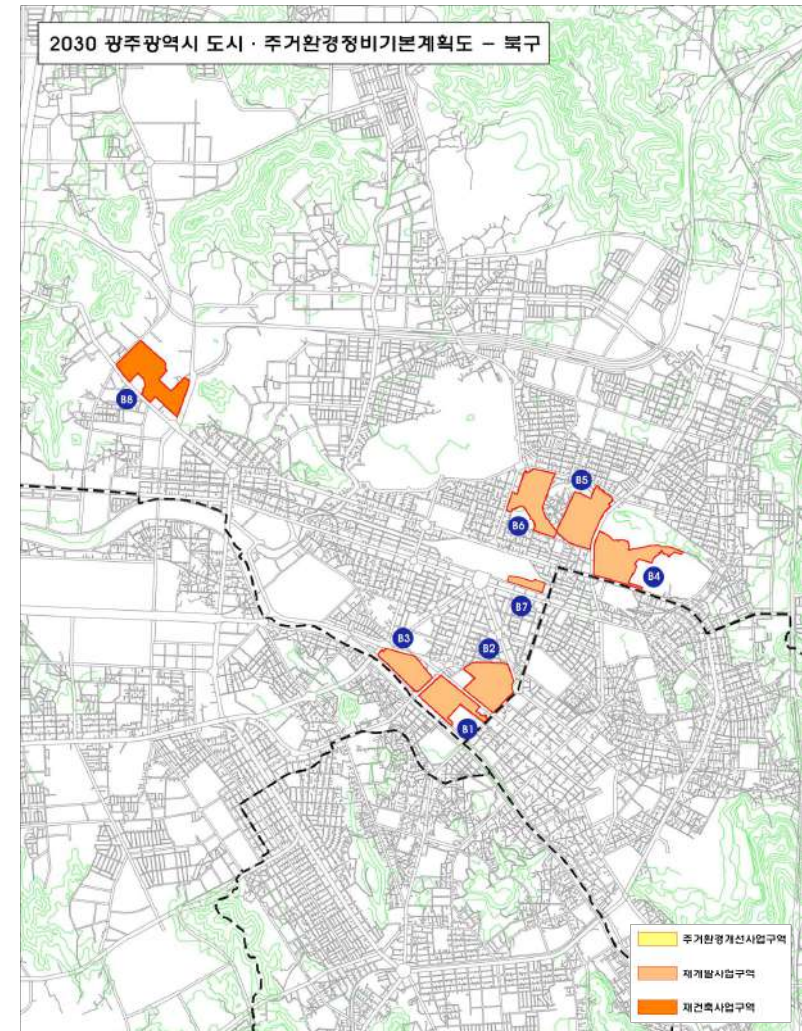 2030 광주광역시 도시 · 주거환경정비기본계획도 – 북구
B8
B5
B6
B4
B7
B3
B2
B1
주거환경개선사업구역
재개발사업구역
재건축사업구역